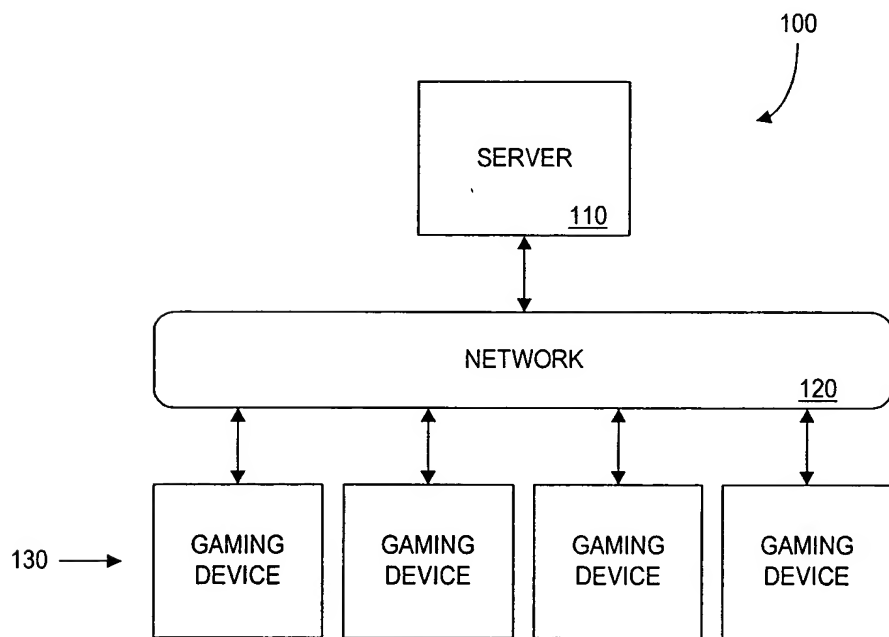 100
SERVER
110
NETWORK
120
130
GAMING
DEVICE
GAMING
DEVICE
GAMING
DEVICE
GAMING
DEVICE